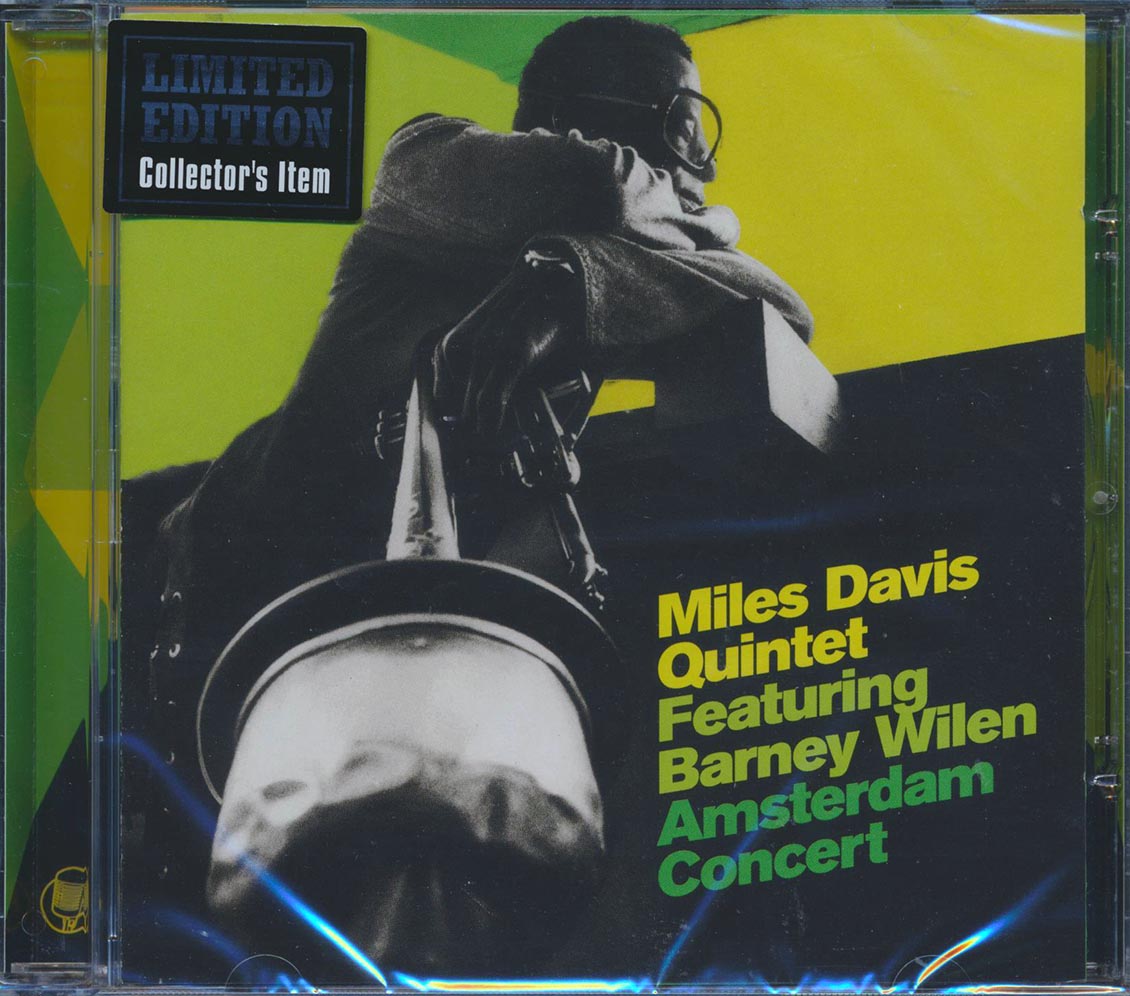 LIMITED
EDITION
Collector's Item
Miles Davis
Quintet
Featuring
Barney Wilen
Amsterdam
Concert